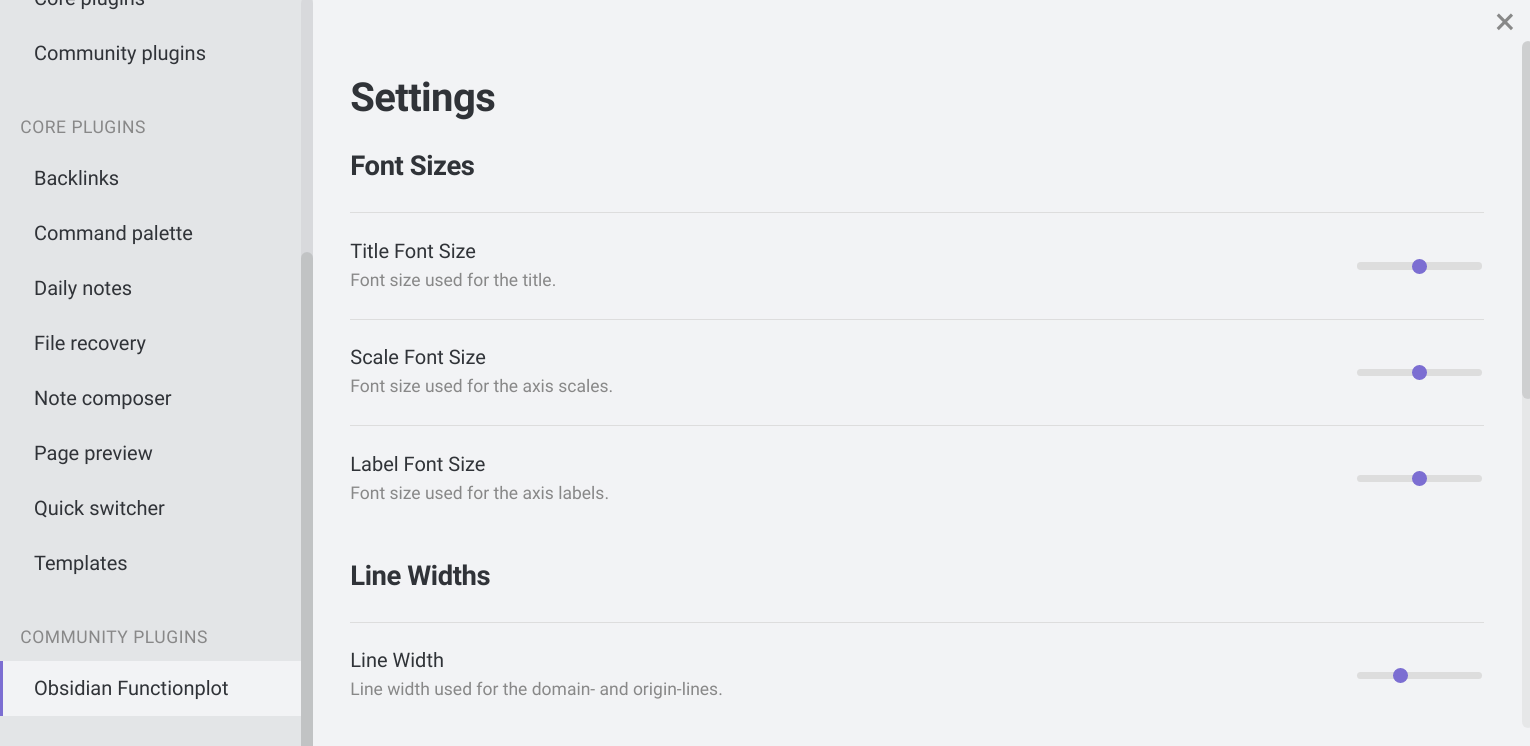 Core plugins
Community plugins
CORE PLUGINS
Backlinks
Command palette
Daily notes
File recovery
Note composer
Page preview
Quick switcher
Templates
COMMUNITY PLUGINS
Obsidian Functionplot
Settings
Font Sizes
Title Font Size
Font size used for the title.
Scale Font Size
Font size used for the axis scales.
Label Font Size
Font size used for the axis labels.
Line Widths
Line Width
Line width used for the domain- and origin-lines.